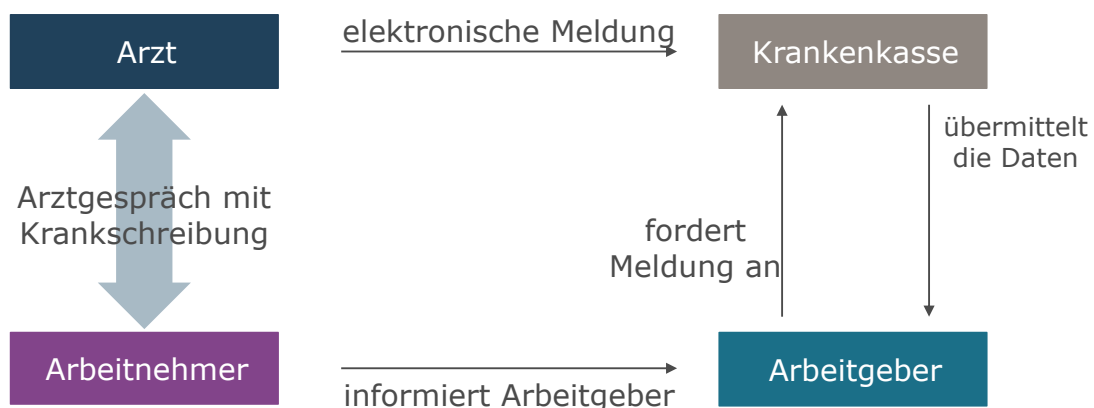 Arzt
elektronische Meldung
Krankenkasse
übermittelt
die Daten
Arztgespräch mit
Krankschreibung
fordert
Meldung an
Arbeitnehmer
informiert Arbeitgeber
Arbeitgeber